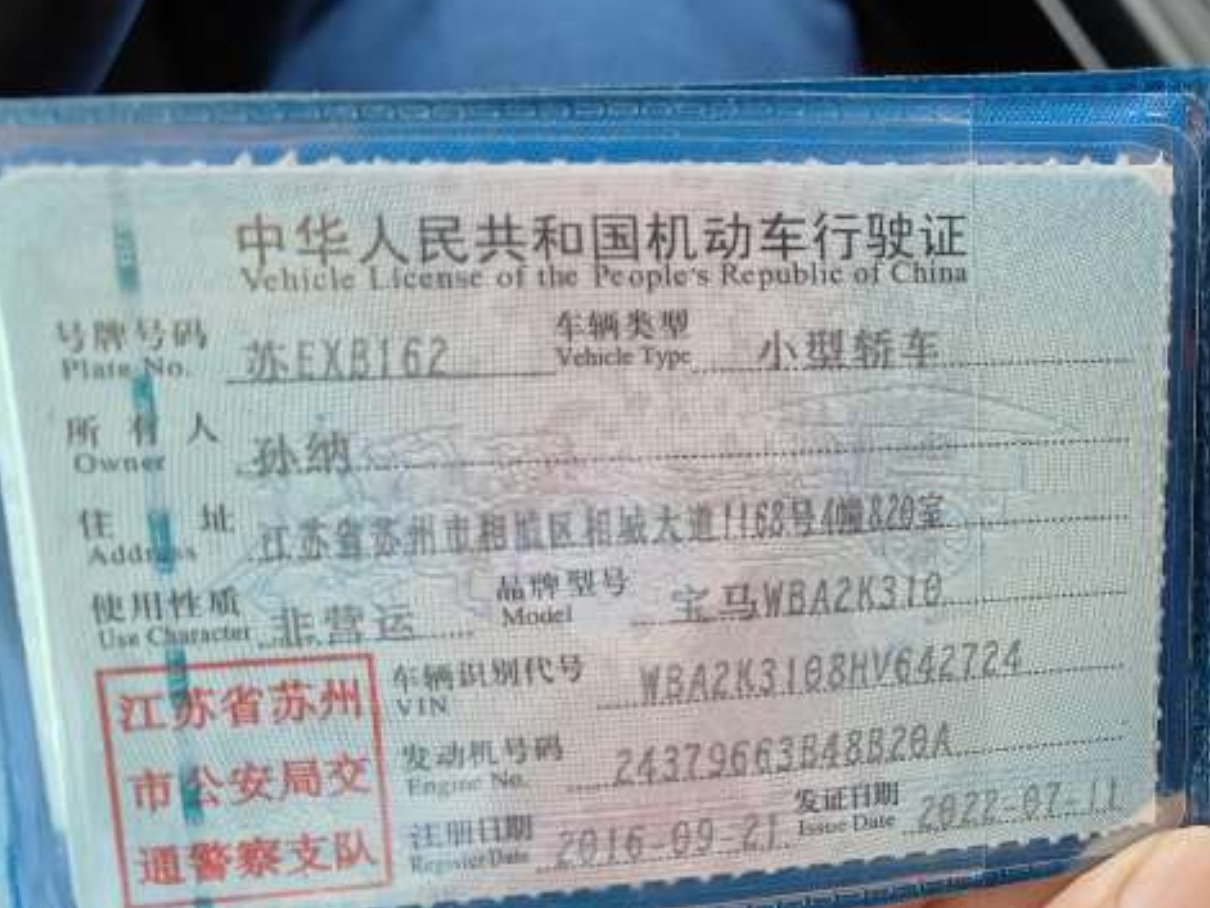 中华人民共和国机动车行驶证
Vehicle License of the People's Republic of China
号牌号码 苏EXB162 车辆类型 小型轿车
Plate No. Vehicle Type
所有人 孙纳
Owner
住址 江苏省苏州市相城区相城大道1168号4幢820室
Address
使用性质 非营运 品牌型号 宝马WBA2K310
Use Character Model
江苏省苏州
市公安局交
通警察支队
车辆识别代号 WBA2K3108HV642724
VIN
发动机号码 24379663B48B20A
Engine No.
注册日期 2016-09-21 发证日期 2022-07-11
Register Date Issue Date